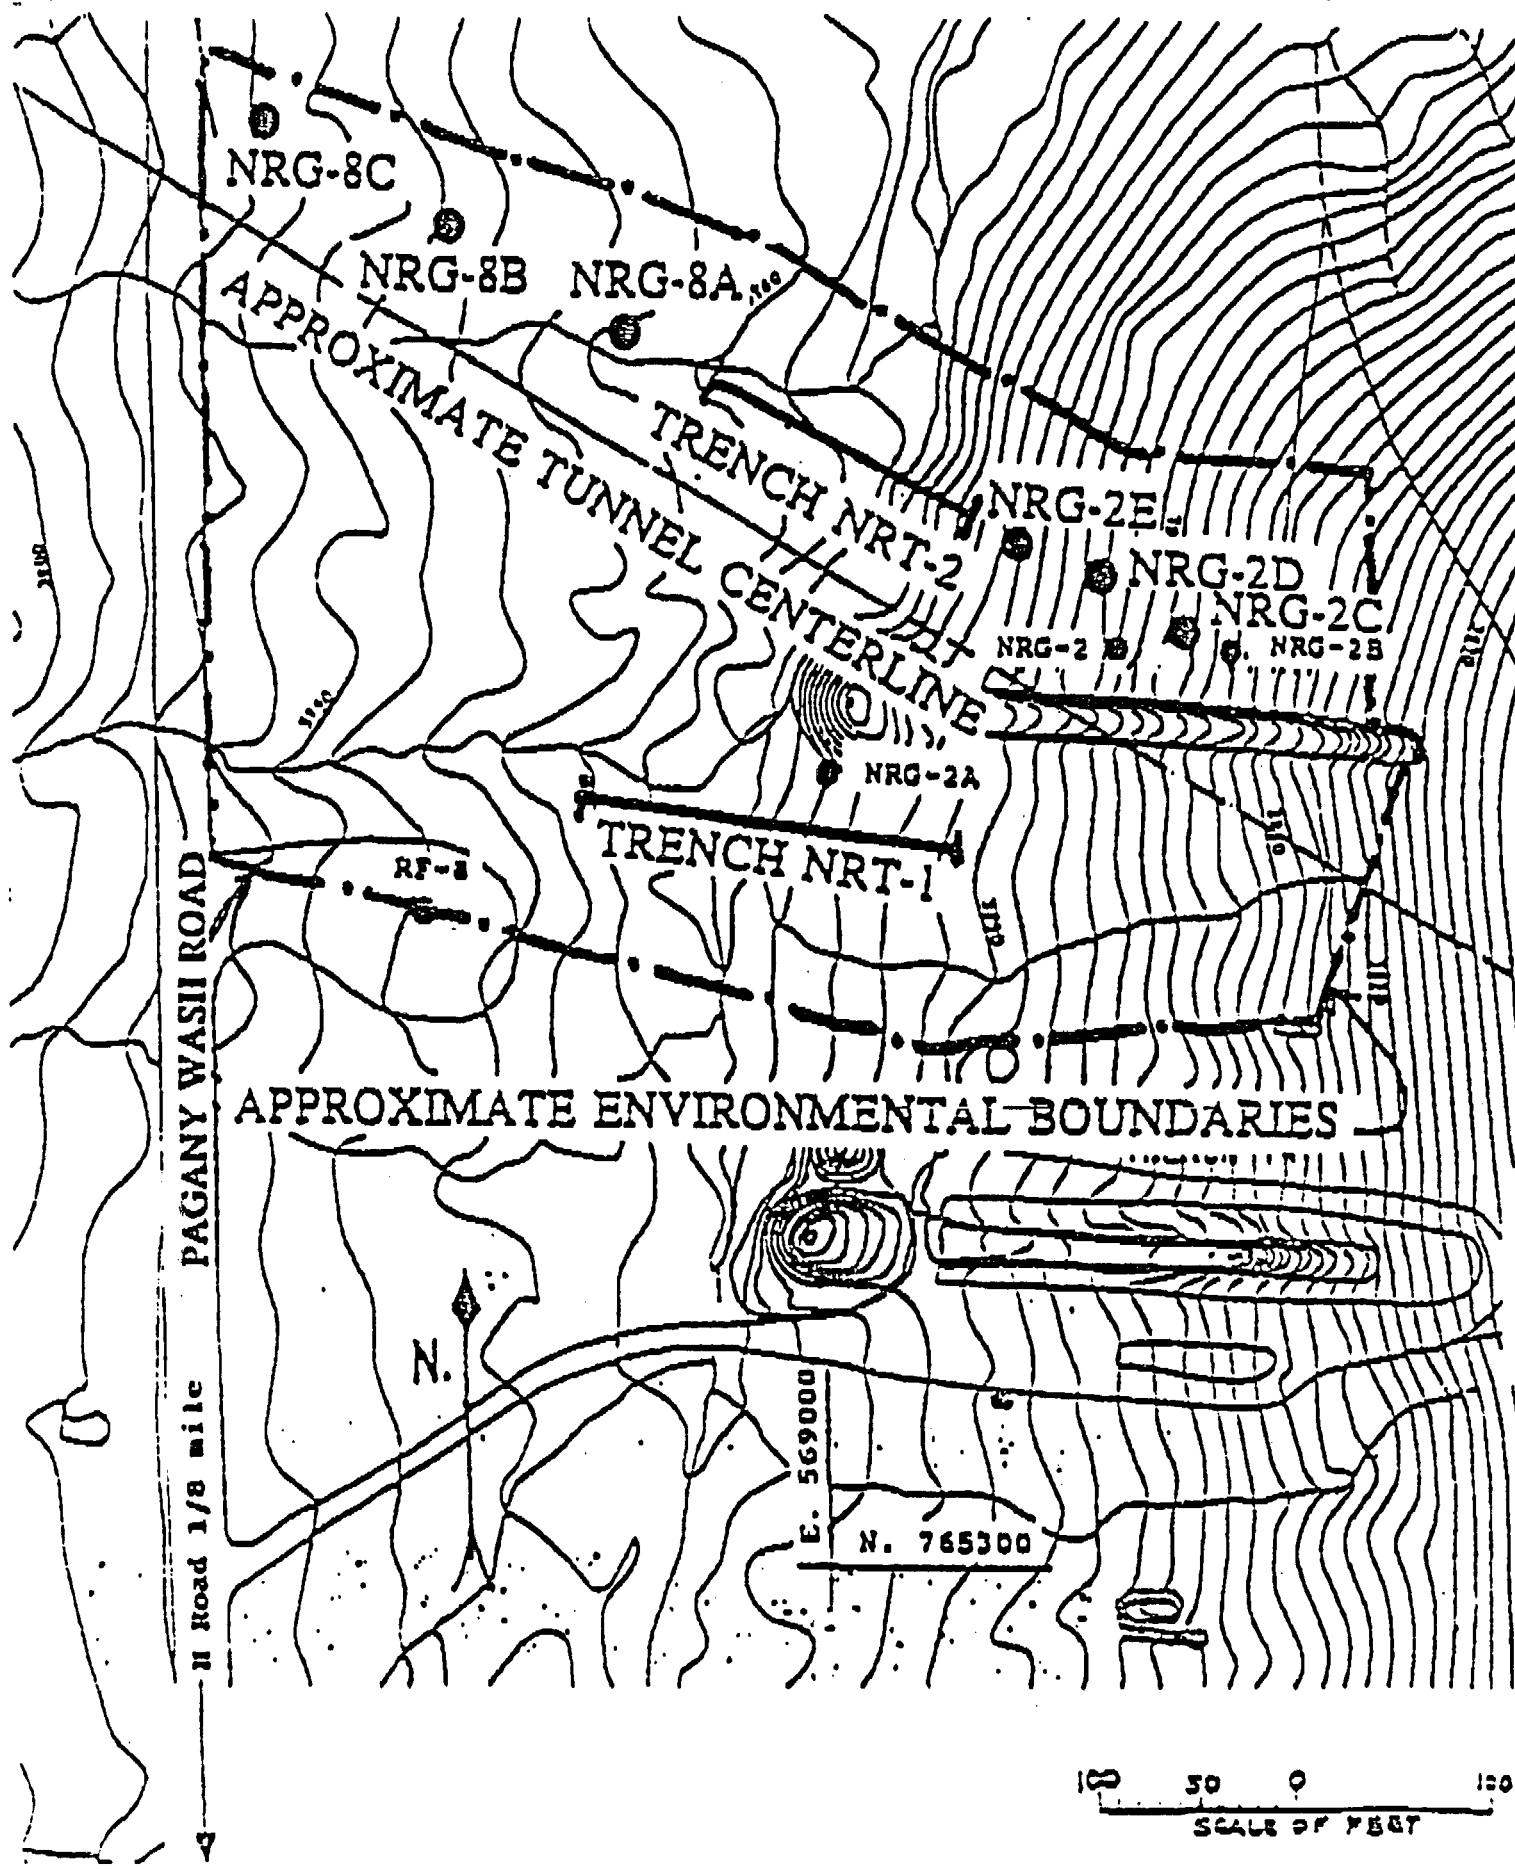 NRG-8C
NRG-8B
NRG-8A
APPROXIMATE TUNNEL CENTERLINE
TRENCH NRT-2
NRG-2E
NRG-2D
NRG-2C
NRG-2
NRG-2B
NRG-2A
TRENCH NRT-1
PAGANY WASH ROAD
APPROXIMATE ENVIRONMENTAL BOUNDARIES
N.
H Road 1/8 mile
E. 569000
N. 765300
100 50 0 100
SCALE OF FEET